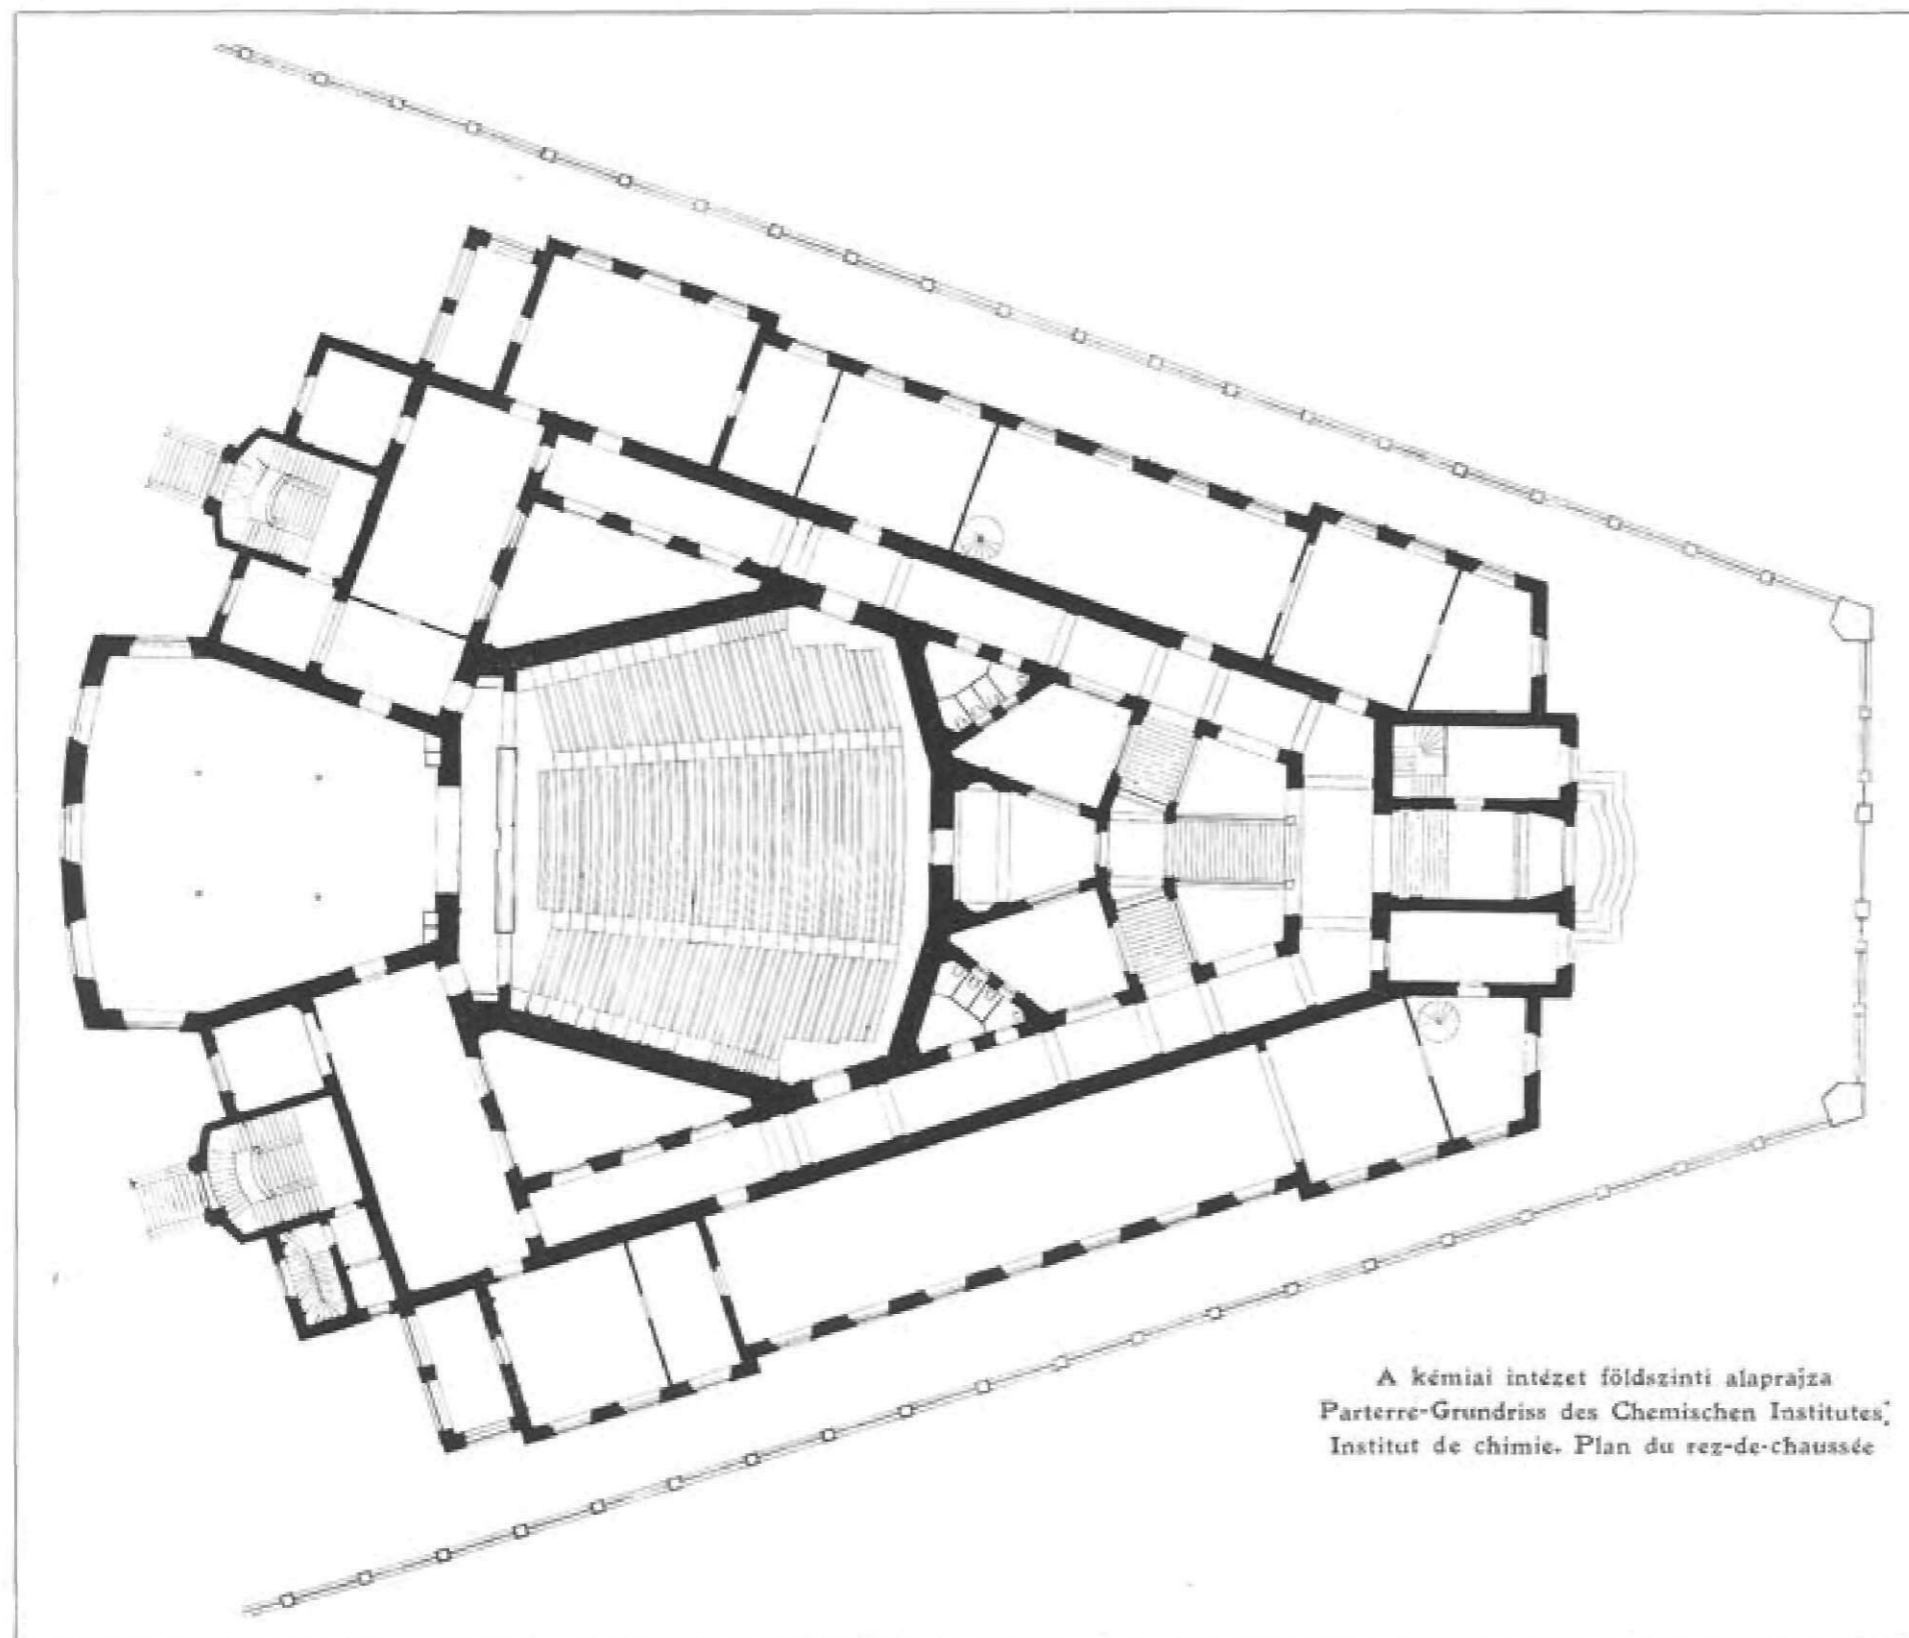 A kémiai intézet földszinti alaprajza
Parterre-Grundriss des Chemischen Institutes.
Institut de chimie. Plan du rez-de-chaussée